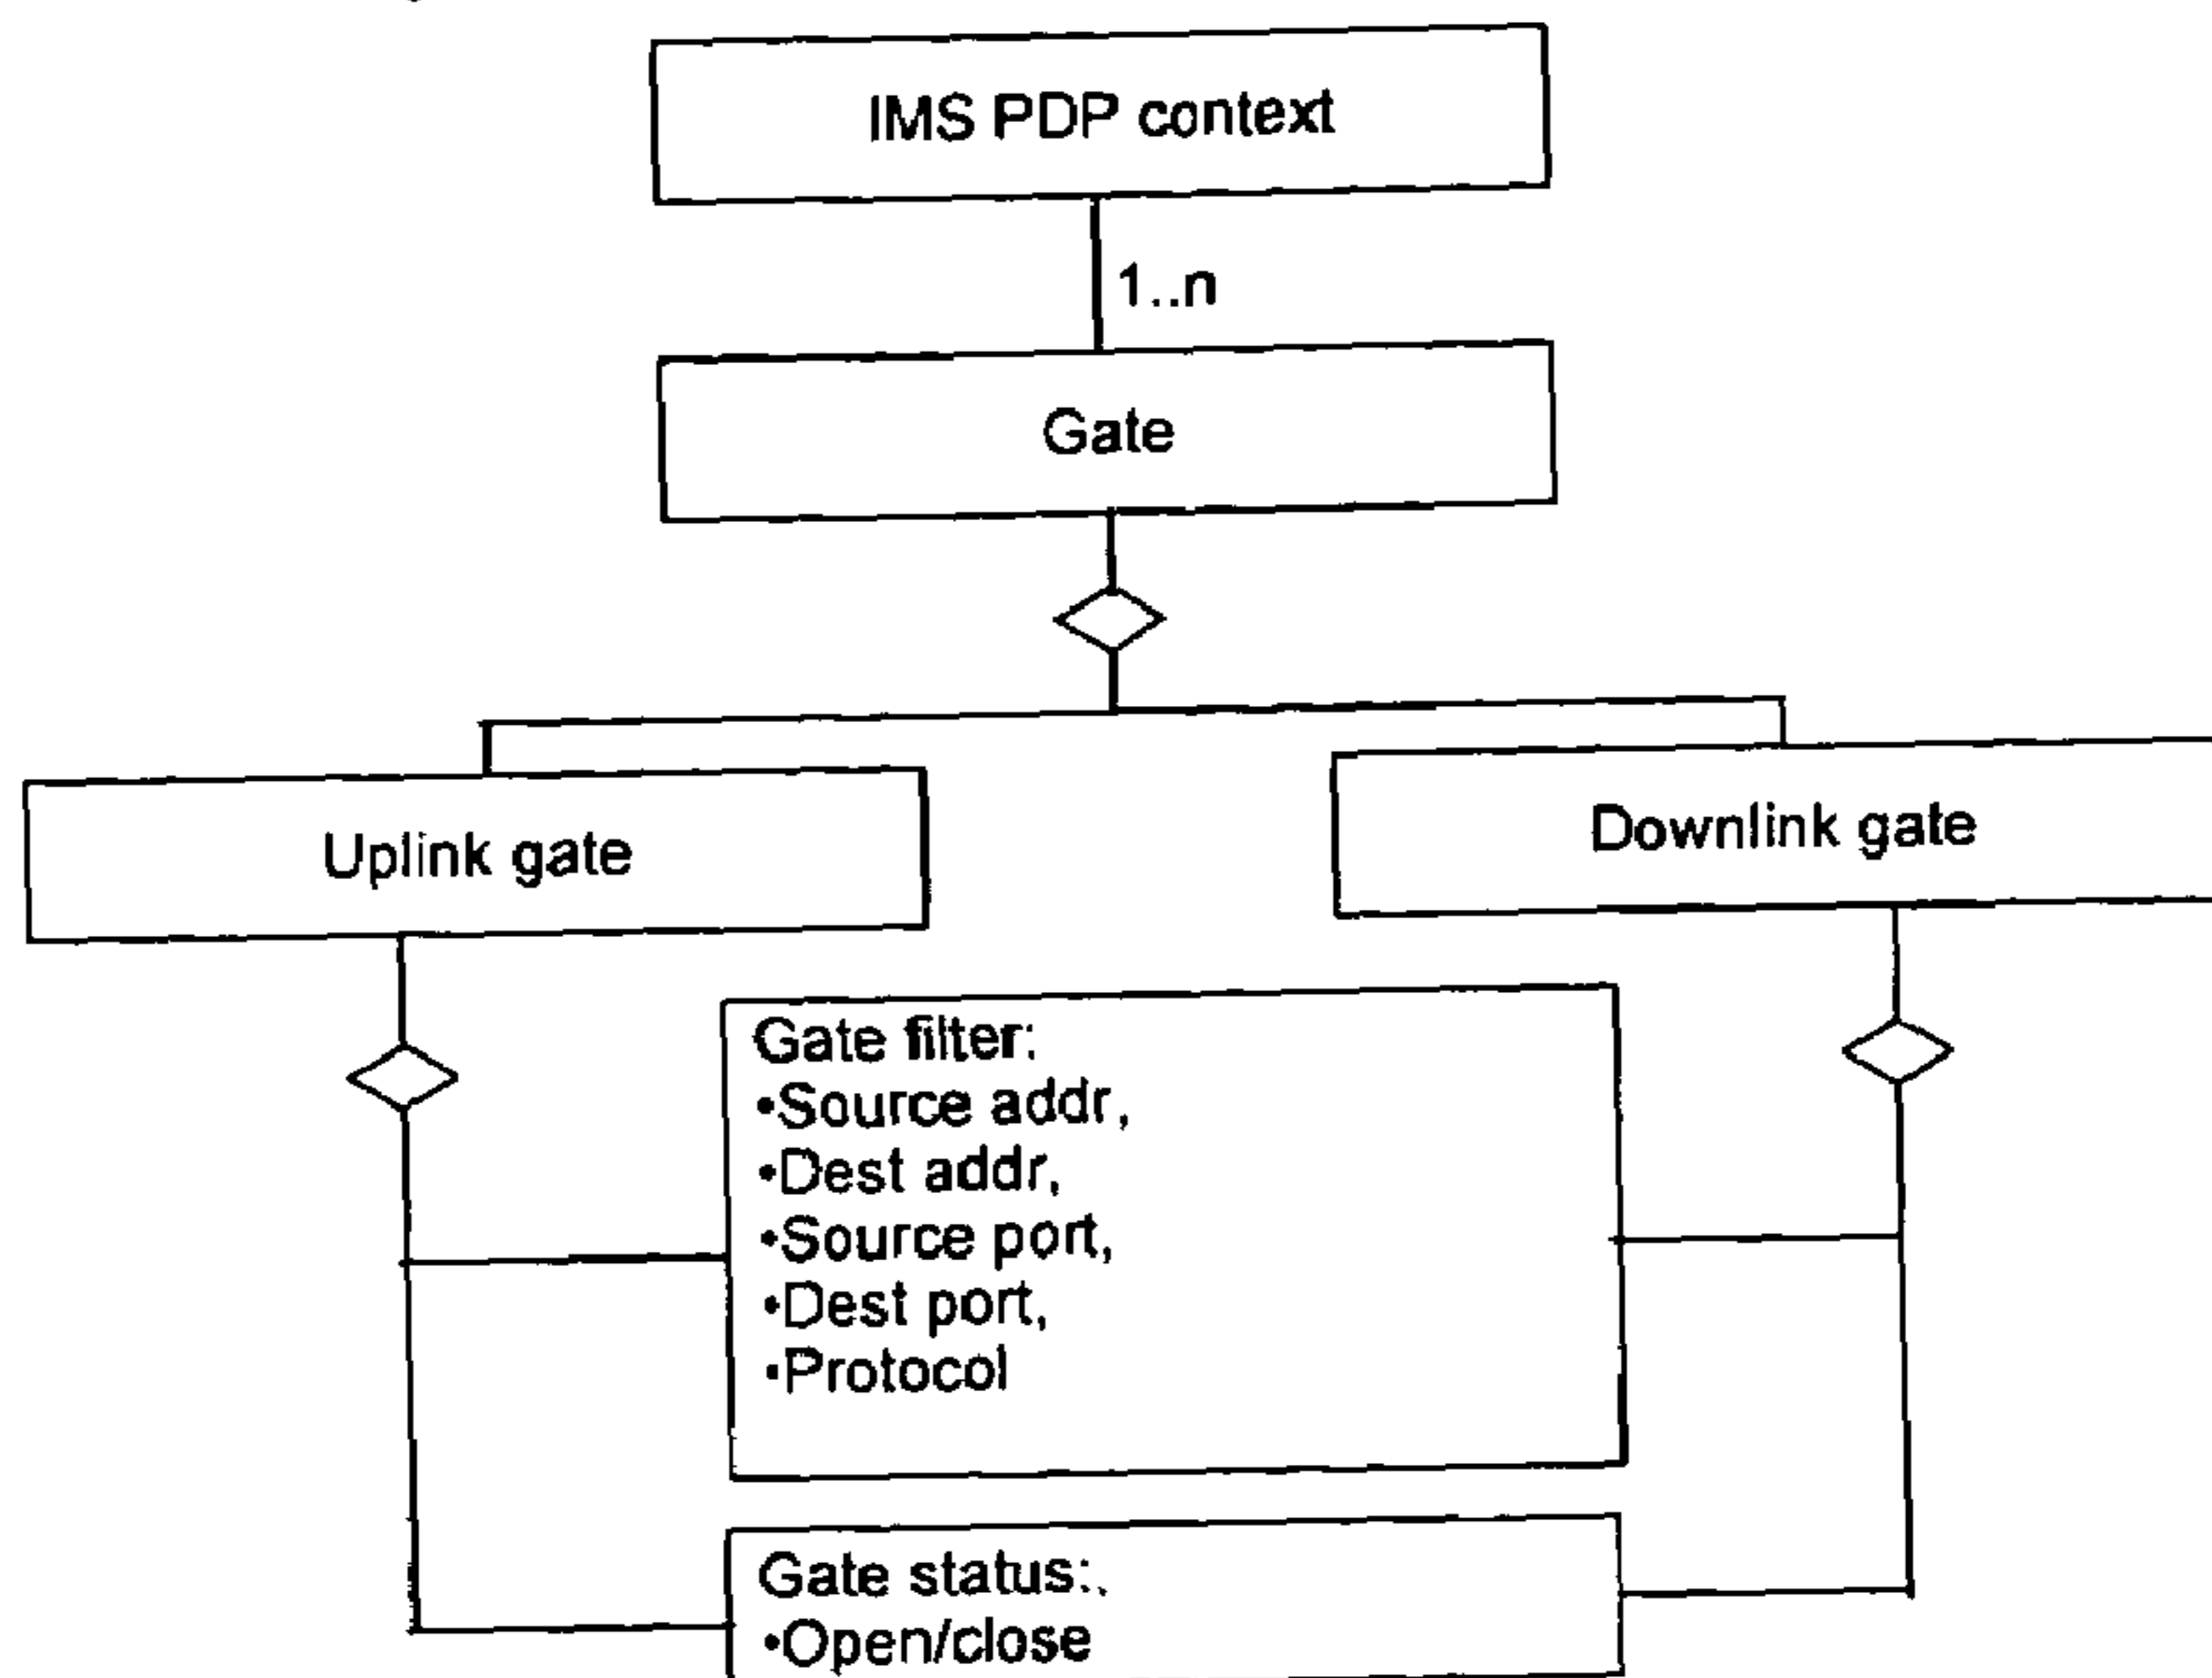 IMS PDP context
1..n
Gate
Uplink gate
Downlink gate
Gate filter:
•Source addr,
•Dest addr,
•Source port,
•Dest port,
•Protocol
Gate status:,
•Open/close